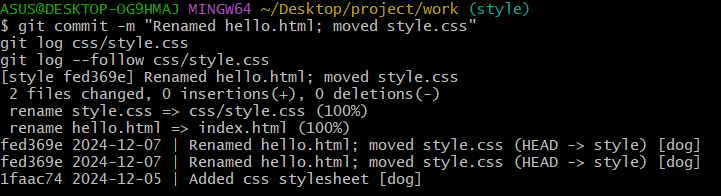 ASUS@DESKTOP-OG9HMAJ MINGW64 ~/Desktop/project/work (style)
$ git commit -m "Renamed hello.html; moved style.css"
git log css/style.css
git log --follow css/style.css
[style fed369e] Renamed hello.html; moved style.css
 2 files changed, 0 insertions(+), 0 deletions(-)
 rename style.css => css/style.css (100%)
 rename hello.html => index.html (100%)
fed369e 2024-12-07 | Renamed hello.html; moved style.css (HEAD -> style) [dog]
fed369e 2024-12-07 | Renamed hello.html; moved style.css (HEAD -> style) [dog]
1faac74 2024-12-05 | Added css stylesheet [dog]